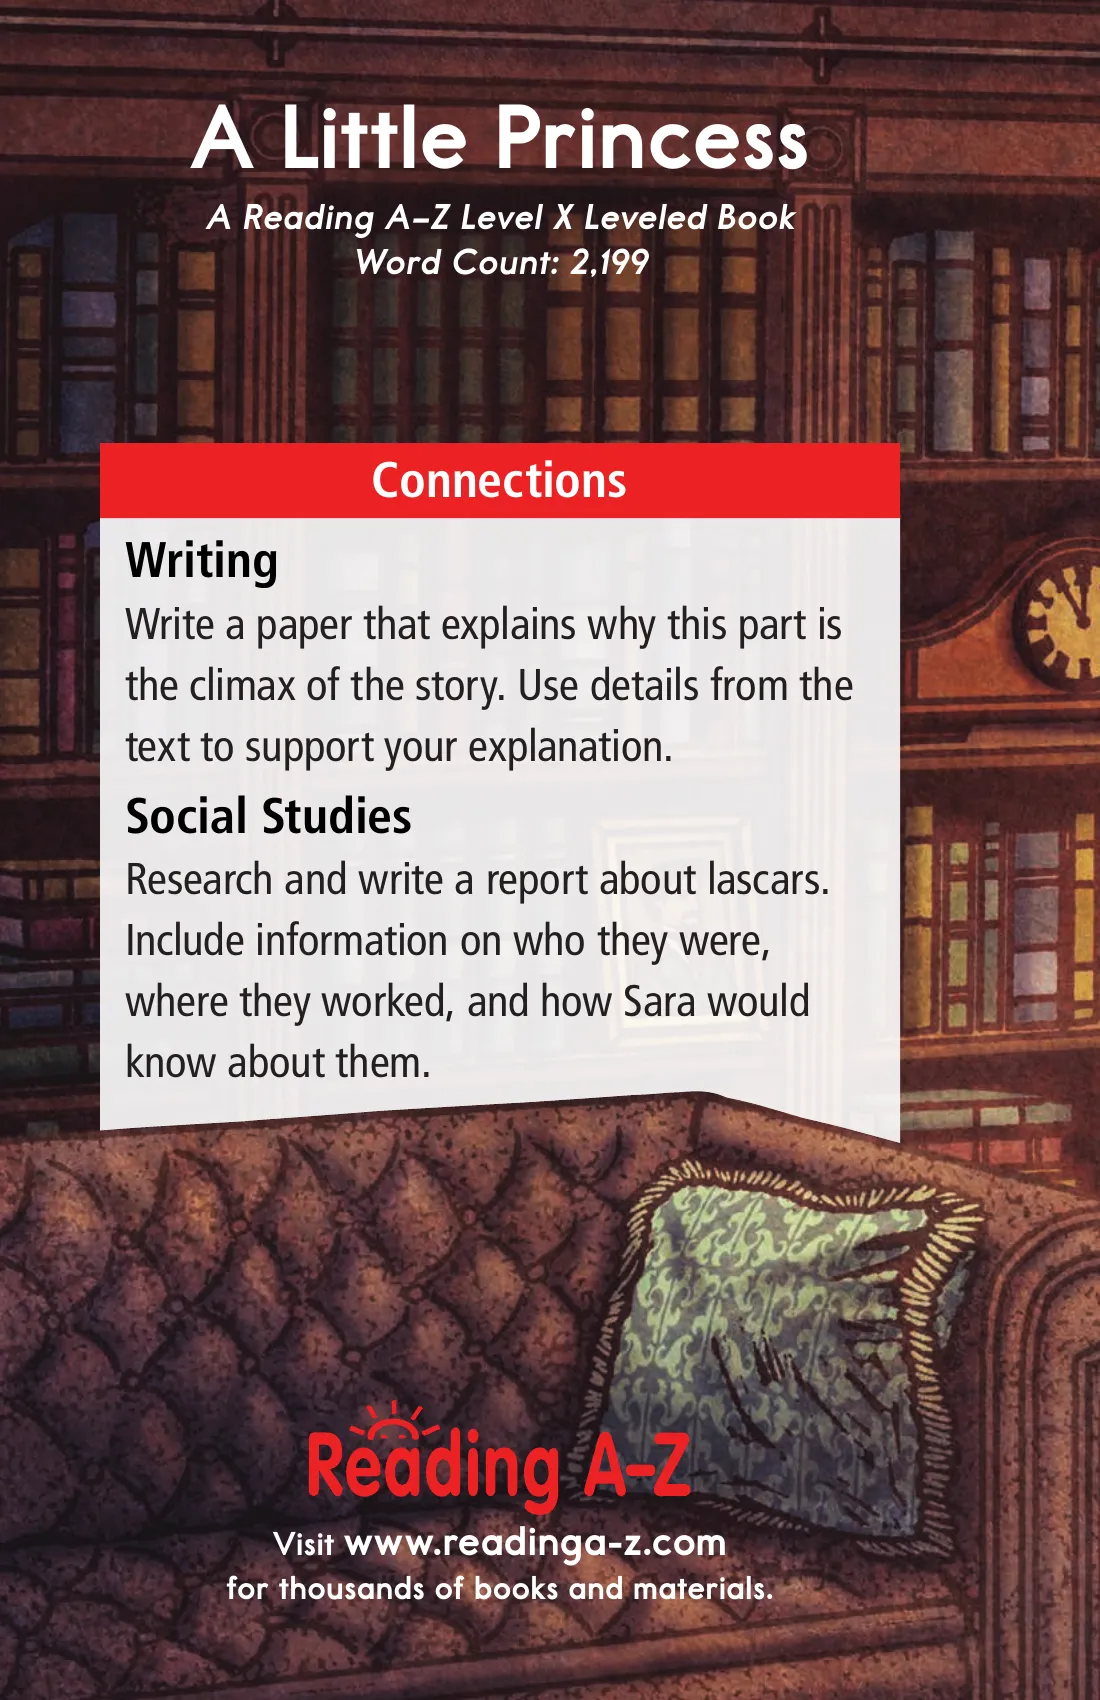 A Little Princess
A Reading A–Z Level X Leveled Book
Word Count: 2,199
Connections
Writing
Write a paper that explains why this part is
the climax of the story. Use details from the
text to support your explanation.
Social Studies
Research and write a report about lascars.
Include information on who they were,
where they worked, and how Sara would
know about them.
Reading A–Z
Visit www.readinga-z.com
for thousands of books and materials.